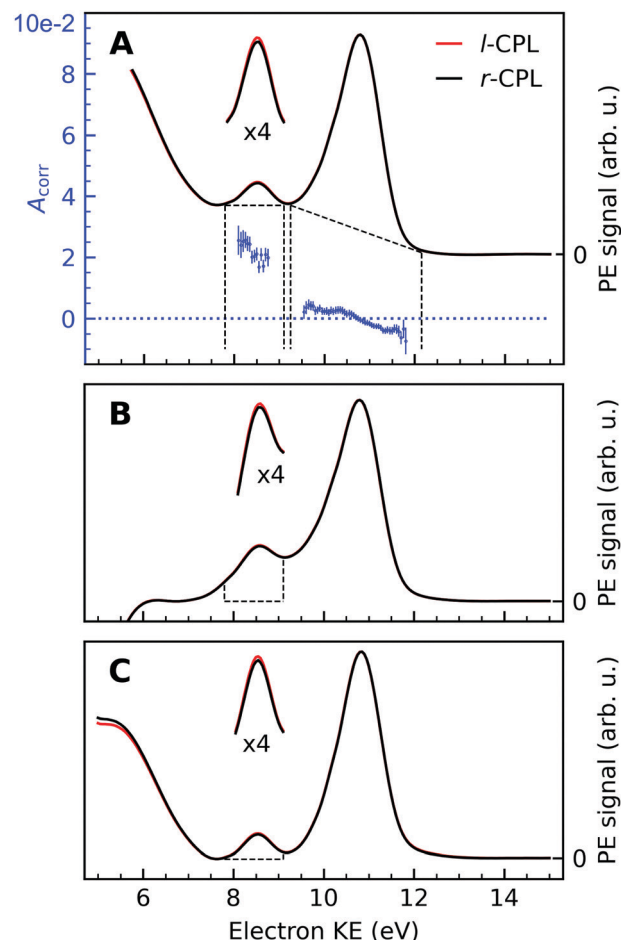 10e-2
A
l-CPL
r-CPL
8
x4
6
A_corr
4
2
0
0
PE signal (arb. u.)
B
x4
0
PE signal (arb. u.)
C
x4
0
PE signal (arb. u.)
6 8 10 12 14
Electron KE (eV)